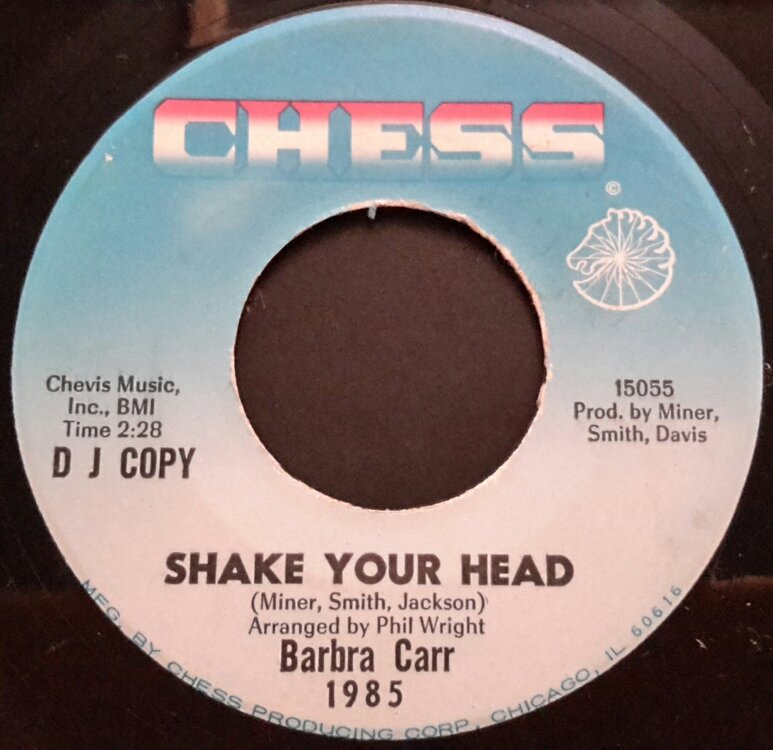 CHESS
©
Chevis Music,
Inc., BMI
Time 2:28
D J COPY
15055
Prod. by Miner,
Smith, Davis
SHAKE YOUR HEAD
(Miner, Smith, Jackson)
Arranged by Phil Wright
Barbra Carr
1985
MFG. BY CHESS PRODUCING CORP., CHICAGO, IL 60616